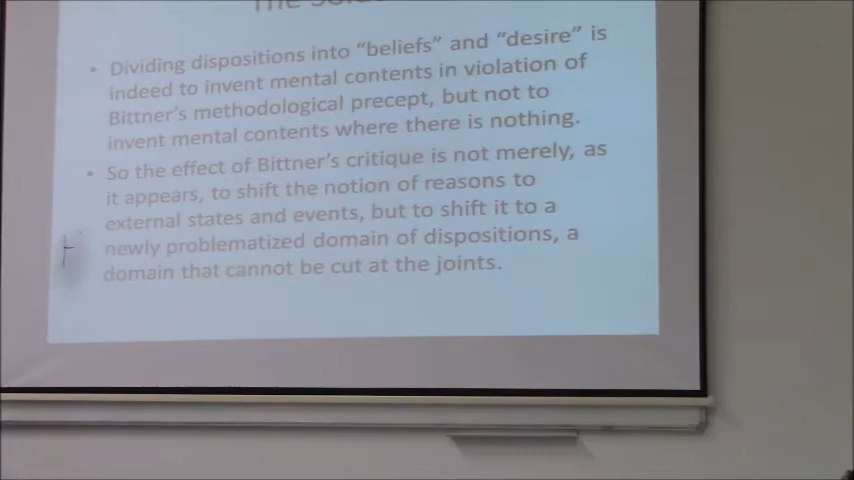 The
• Dividing dispositions into “beliefs” and “desire” is
indeed to invent mental contents in violation of
Bittner’s methodological precept, but not to
invent mental contents where there is nothing.
• So the effect of Bittner’s critique is not merely, as
it appears, to shift the notion of reasons to
external states and events, but to shift it to a
newly problematized domain of dispositions, a
domain that cannot be cut at the joints.